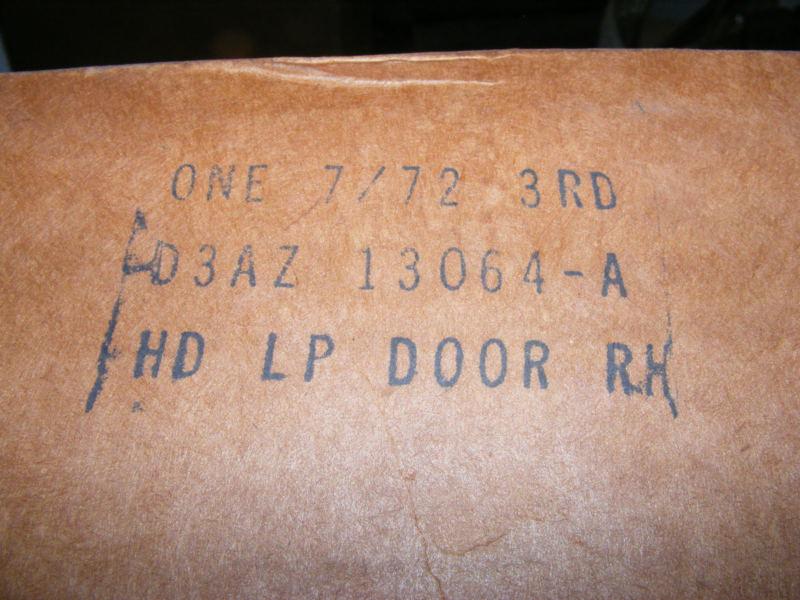 ONE 7/72 3RD
D3AZ 13064-A
HD LP DOOR RH